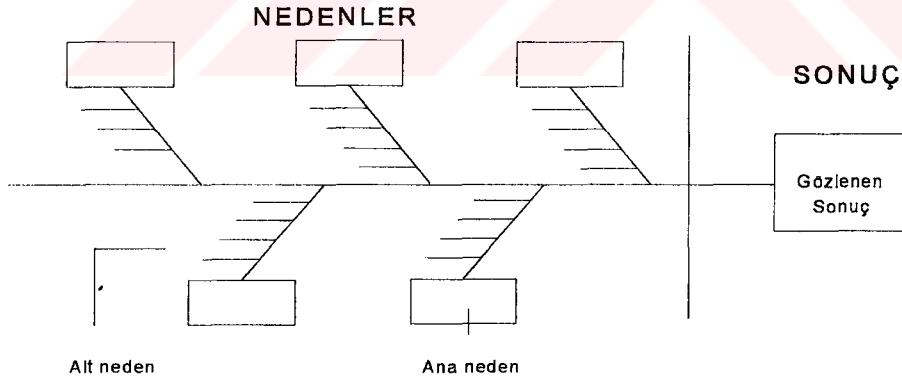 NEDENLER
SONUÇ
Gözlenen
Sonuç
Alt neden
Ana neden